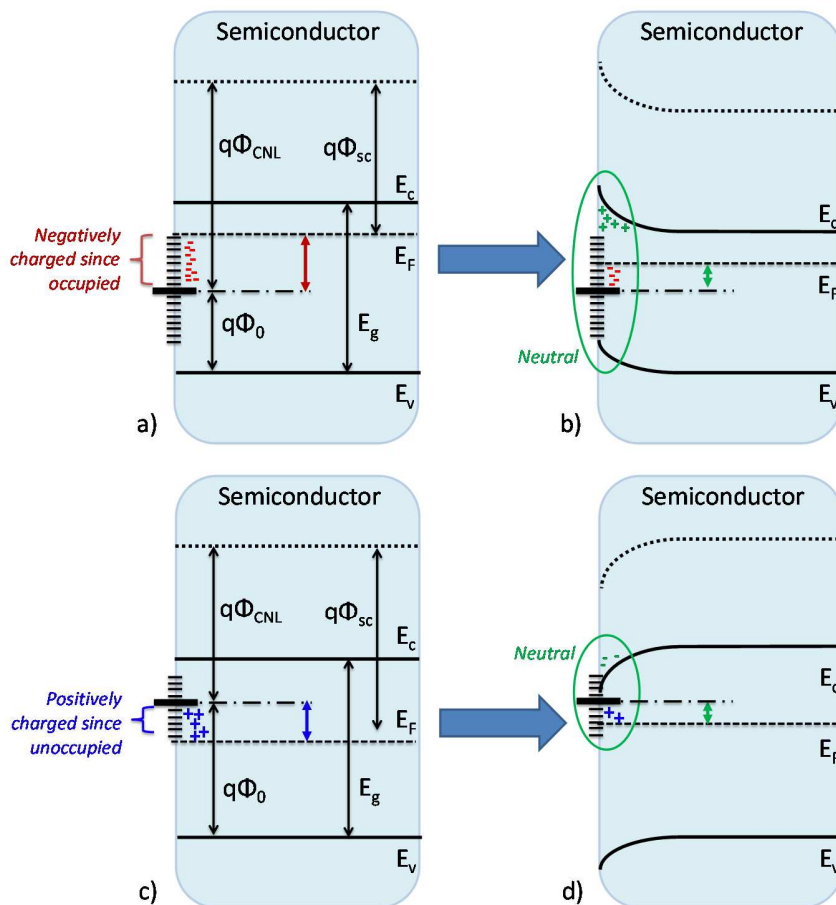 Semiconductor
qΦCNL
qΦsc
Ec
Negatively
charged since
occupied
EF
qΦ0
Eg
Ev
a)
Semiconductor
Ec
EF
Neutral
Ev
b)
Semiconductor
qΦCNL
qΦsc
Ec
Positively
charged since
unoccupied
EF
qΦ0
Eg
Ev
c)
Semiconductor
Neutral
Ec
EF
Ev
d)